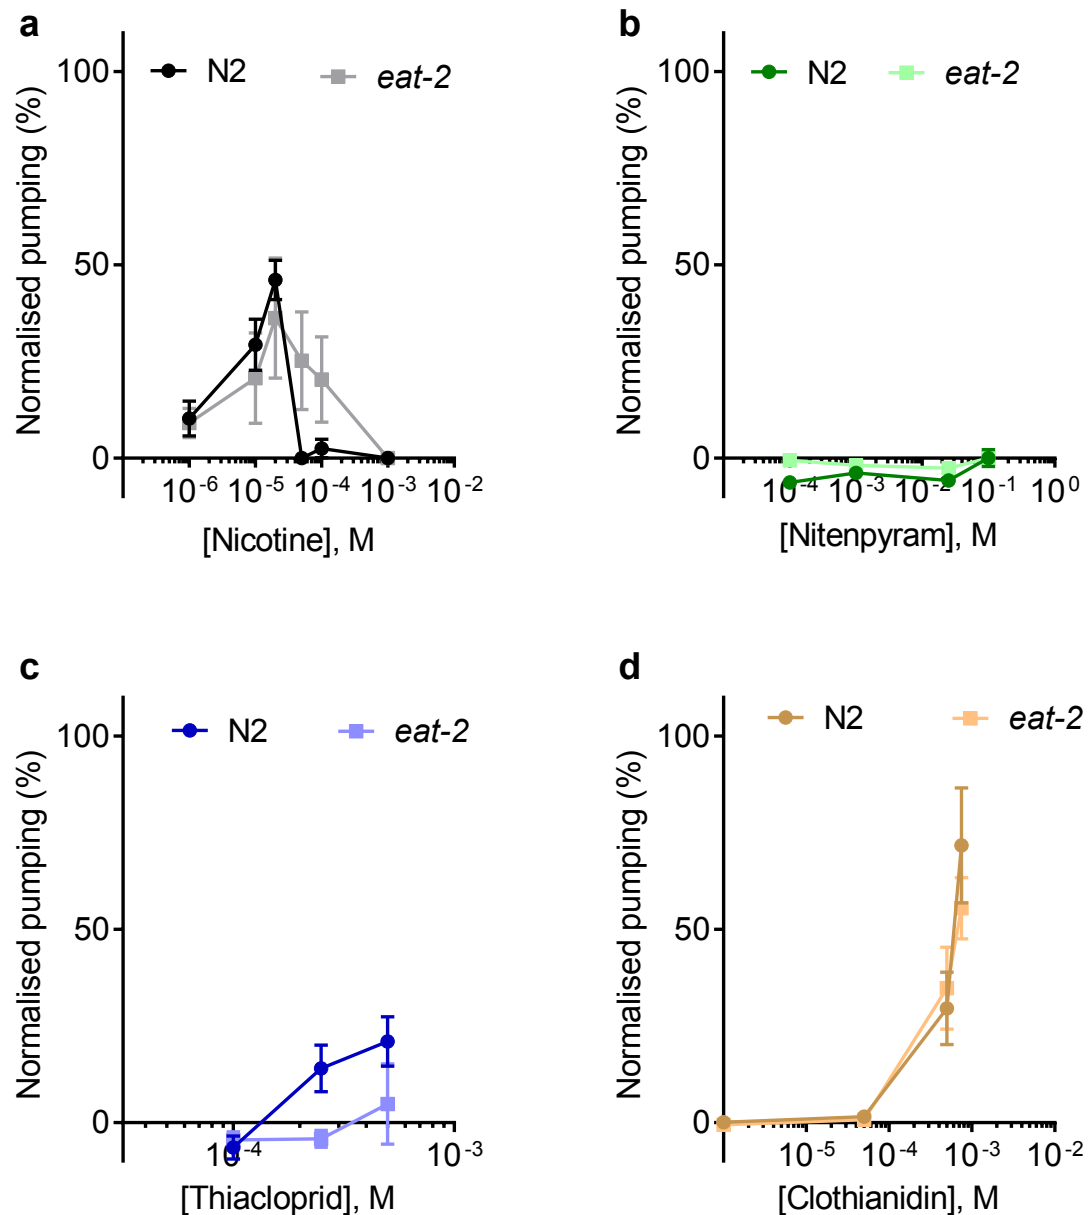 a
N2
eat-2
100
50
0
Normalised pumping (%)
10-6 10-5 10-4 10-3 10-2
[Nicotine], M
b
N2
eat-2
100
50
0
Normalised pumping (%)
10-4 10-3 10-2 10-1 100
[Nitenpyram], M
c
N2
eat-2
100
50
0
Normalised pumping (%)
10-4 10-3
[Thiacloprid], M
d
N2
eat-2
100
50
0
Normalised pumping (%)
10-5 10-4 10-3 10-2
[Clothianidin], M